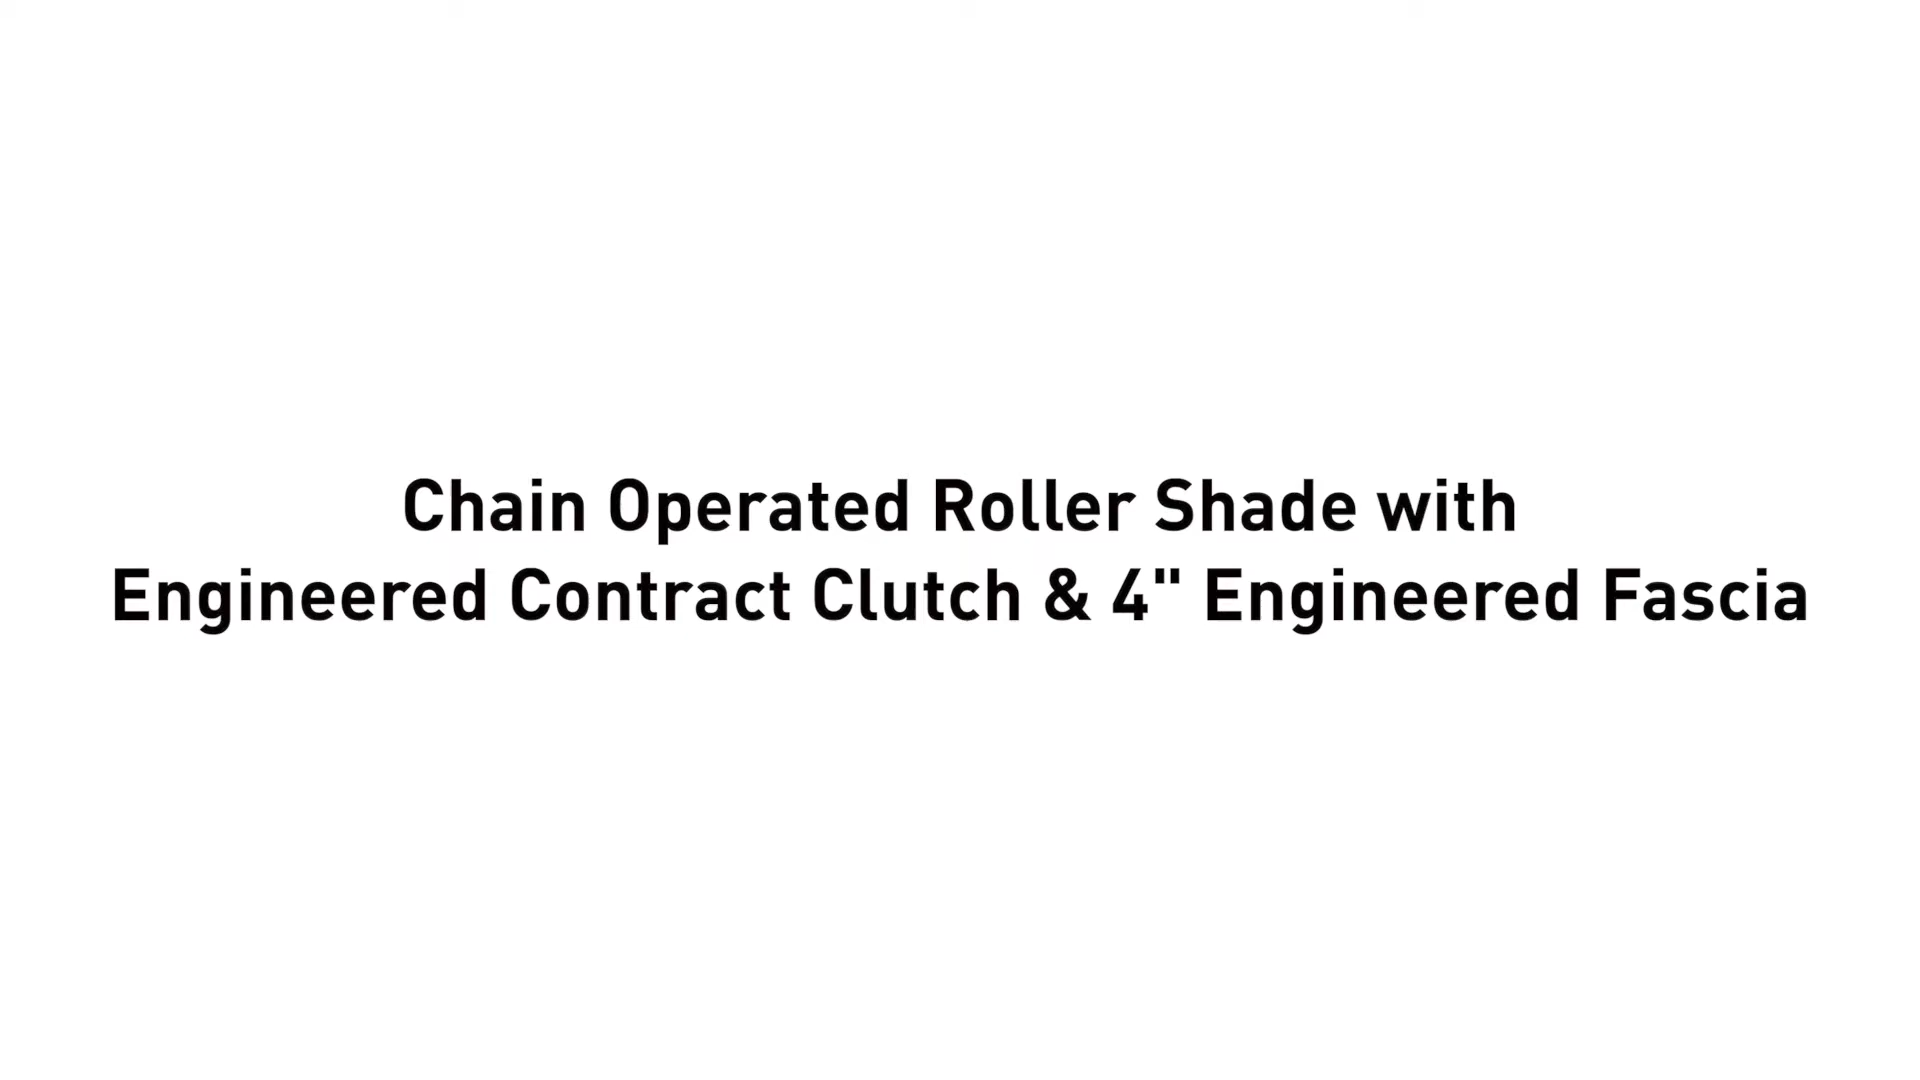 Chain Operated Roller Shade with
Engineered Contract Clutch & 4" Engineered Fascia